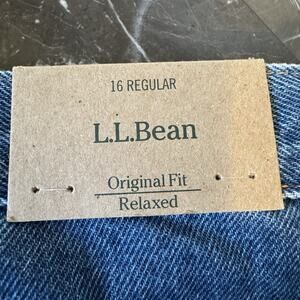 16 REGULAR
L.L.Bean
Original Fit
Relaxed